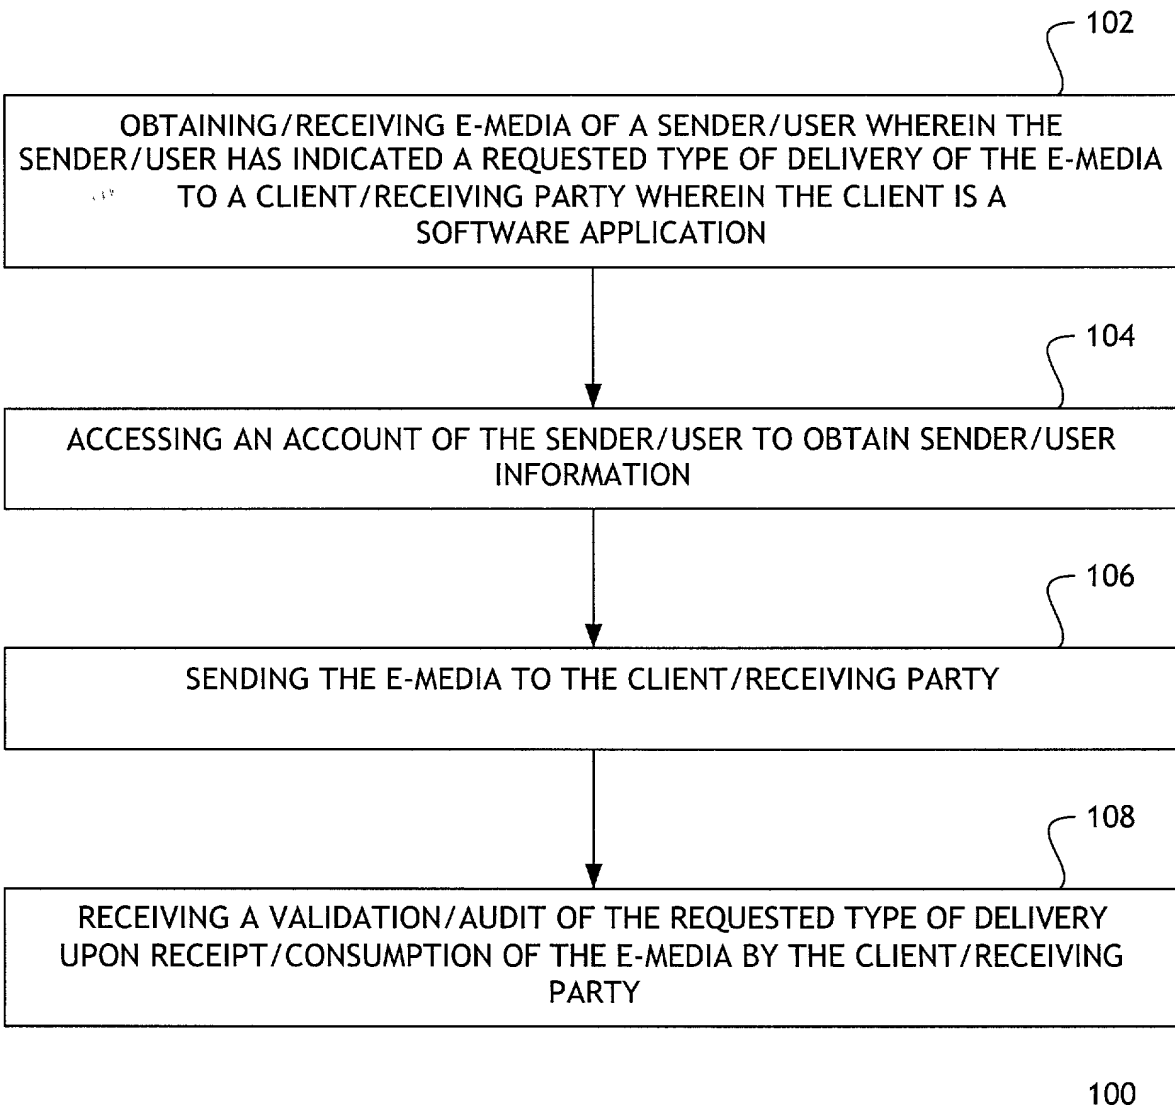 102
OBTAINING/RECEIVING E-MEDIA OF A SENDER/USER WHEREIN THE
SENDER/USER HAS INDICATED A REQUESTED TYPE OF DELIVERY OF THE E-MEDIA
TO A CLIENT/RECEIVING PARTY WHEREIN THE CLIENT IS A
SOFTWARE APPLICATION
104
ACCESSING AN ACCOUNT OF THE SENDER/USER TO OBTAIN SENDER/USER
INFORMATION
106
SENDING THE E-MEDIA TO THE CLIENT/RECEIVING PARTY
108
RECEIVING A VALIDATION/AUDIT OF THE REQUESTED TYPE OF DELIVERY
UPON RECEIPT/CONSUMPTION OF THE E-MEDIA BY THE CLIENT/RECEIVING
PARTY
100